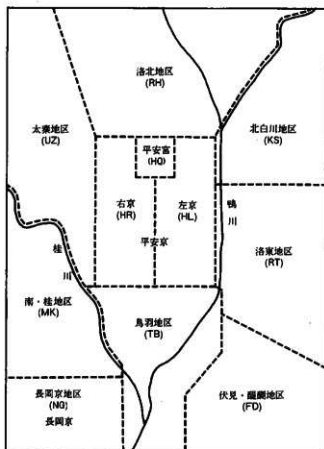 洛北地区
(RH)
太秦地区
(UZ)
北白川地区
(KS)
平安宮
(HQ)
右京
(HR)
左京
(HL)
鴨川
平安京
洛東地区
(RT)
桂川
南・桂地区
(MK)
鳥羽地区
(TB)
長岡京地区
(NG)
長岡京
伏見・醍醐地区
(FD)